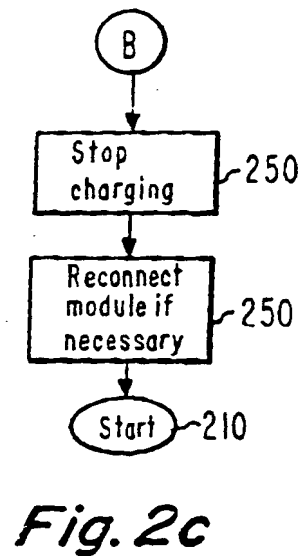 B
Stop
charging
250
Reconnect
module if
necessary
250
Start
210
Fig. 2c